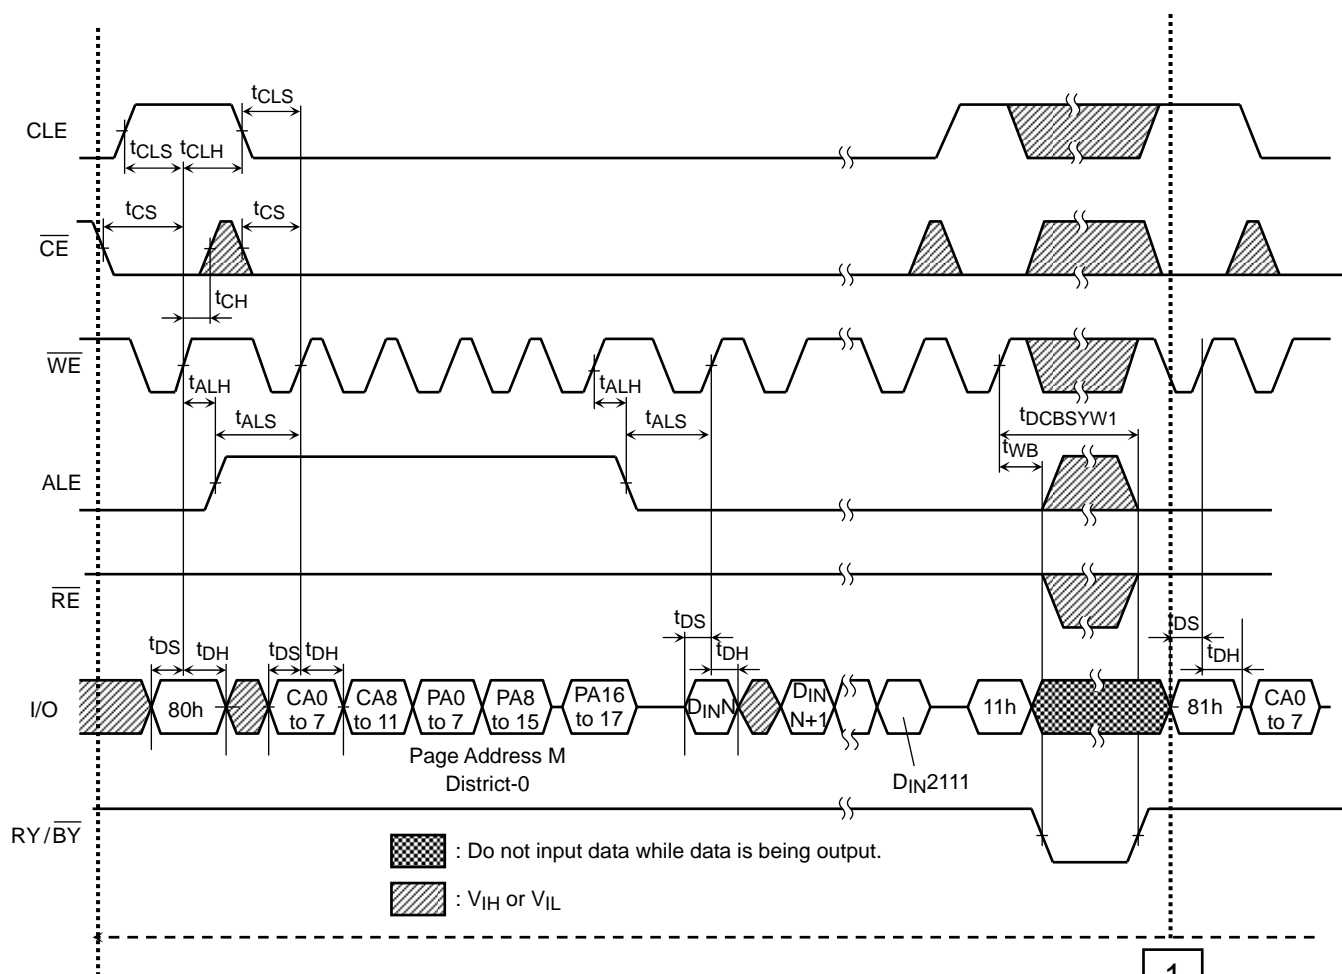 tCLS
CLE
tCLS tCLH
tCS tCS
CE
tCH
WE
tALH tALH
tALS tALS tDCBSYW1
tWB
ALE
RE
tDS tDH tDS tDH tDS tDH DS tDH
I/O 80h CA0 to 7 CA8 to 11 PA0 to 7 PA8 to 15 PA16 to 17 DINN DIN N+1 11h 81h CA0 to 7
Page Address M
District-0
DIN2111
RY/BY
: Do not input data while data is being output.
: VIH or VIL
1